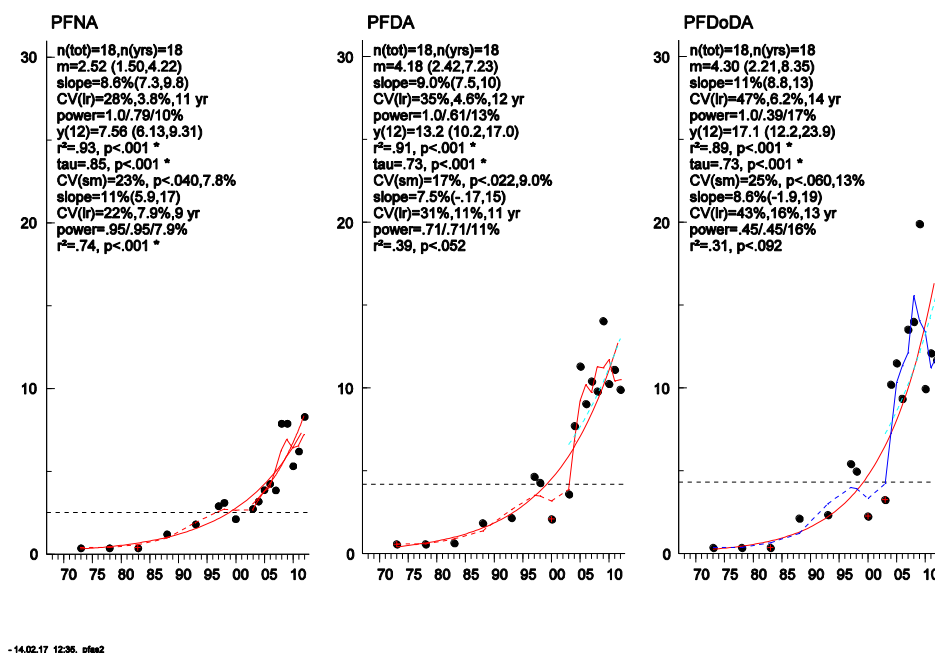 PFNA
n(tot)=18,n(yrs)=18
m=2.52 (1.50,4.22)
slope=8.6%(7.3,9.8)
CV(lr)=28%,3.8%,11 yr
power=1.0/.79/10%
y(12)=7.56 (6.13,9.31)
r²=.93, p<.001 *
tau=.85, p<.001 *
CV(sm)=23%, p<.040,7.8%
slope=11%(5.9,17)
CV(lr)=22%,7.9%,9 yr
power=.95/.95/7.9%
r²=.74, p<.001 *
30
20
10
0
70 75 80 85 90 95 00 05 10
PFDA
n(tot)=18,n(yrs)=18
m=4.18 (2.42,7.23)
slope=9.0%(7.5,10)
CV(lr)=35%,4.6%,12 yr
power=1.0/.61/13%
y(12)=13.2 (10.2,17.0)
r²=.91, p<.001 *
tau=.73, p<.001 *
CV(sm)=17%, p<.022,9.0%
slope=7.5%(-.17,15)
CV(lr)=31%,11%,11 yr
power=.71/.71/11%
r²=.39, p<.052
30
20
10
0
70 75 80 85 90 95 00 05 10
PFDoDA
n(tot)=18,n(yrs)=18
m=4.30 (2.21,8.35)
slope=11%(8.8,13)
CV(lr)=47%,6.2%,14 yr
power=1.0/.39/17%
y(12)=17.1 (12.2,23.9)
r²=.89, p<.001 *
tau=.73, p<.001 *
CV(sm)=25%, p<.060,13%
slope=8.6%(-1.9,19)
CV(lr)=43%,16%,13 yr
power=.45/.45/16%
r²=.31, p<.092
30
20
10
0
70 75 80 85 90 95 00 05 10
- 14.02.17 12:35, pfas2